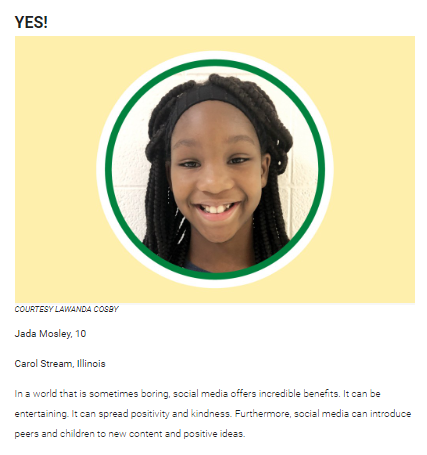 YES!
COURTESY LAWANDA COSBY
Jada Mosley, 10
Carol Stream, Illinois
In a world that is sometimes boring, social media offers incredible benefits. It can be
entertaining. It can spread positivity and kindness. Furthermore, social media can introduce
peers and children to new content and positive ideas.